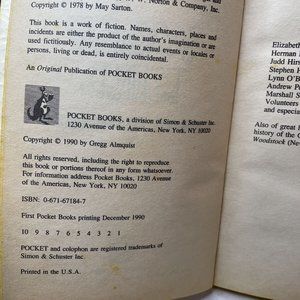 W. Norton & Company, Inc.
Copyright © 1978 by May Sarton.
This book is a work of fiction. Names, characters, places and
incidents are either the product of the author's imagination or are
used fictitiously. Any resemblance to actual events or locales or
persons, living or dead, is entirely coincidental.
An Original Publication of POCKET BOOKS
POCKET BOOKS, a division of Simon & Schuster Inc.
1230 Avenue of the Americas, New York, NY 10020
Copyright © 1990 by Gregg Almquist
All rights reserved, including the right to reproduce
this book or portions thereof in any form whatsoever.
For information address Pocket Books, 1230 Avenue
of the Americas, New York, NY 10020
ISBN: 0-671-67184-7
First Pocket Books printing December 1990
10 9 8 7 6 5 4 3 2 1
POCKET and colophon are registered trademarks of
Simon & Schuster Inc.
Printed in the U.S.A.
Elizabeth
Herman
Judd Hir
Stephen
Lynn O'B
Andrew P
Marshall S
Volunteers
and especia
Also of great
history of the C
Woodstock (Ne